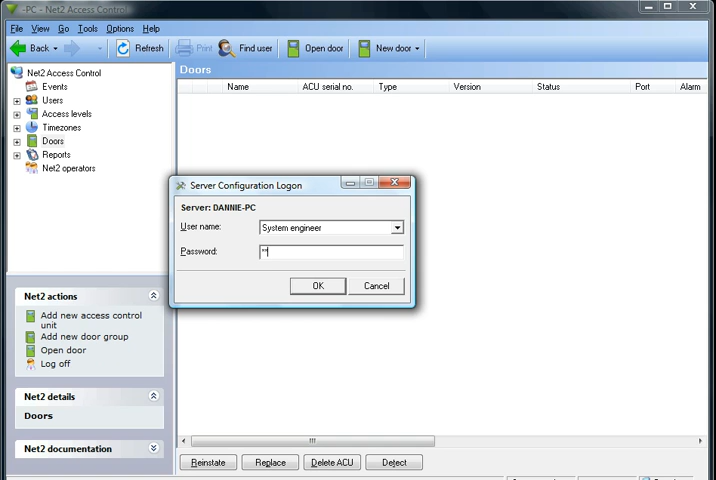 -PC - Net2 Access Control
File View Go Tools Options Help
Back Refresh Print Find user Open door New door
Net2 Access Control
Events
Users
Access levels
Timezones
Doors
Reports
Net2 operators
Doors
Name ACU serial no. Type Version Status Port Alarm
Server Configuration Logon
Server: DANNIE-PC
User name: System engineer
Password: **
OK Cancel
Net2 actions
Add new access control
unit
Add new door group
Open door
Log off
Net2 details
Doors
Net2 documentation
Reinstate Replace Delete ACU Detect